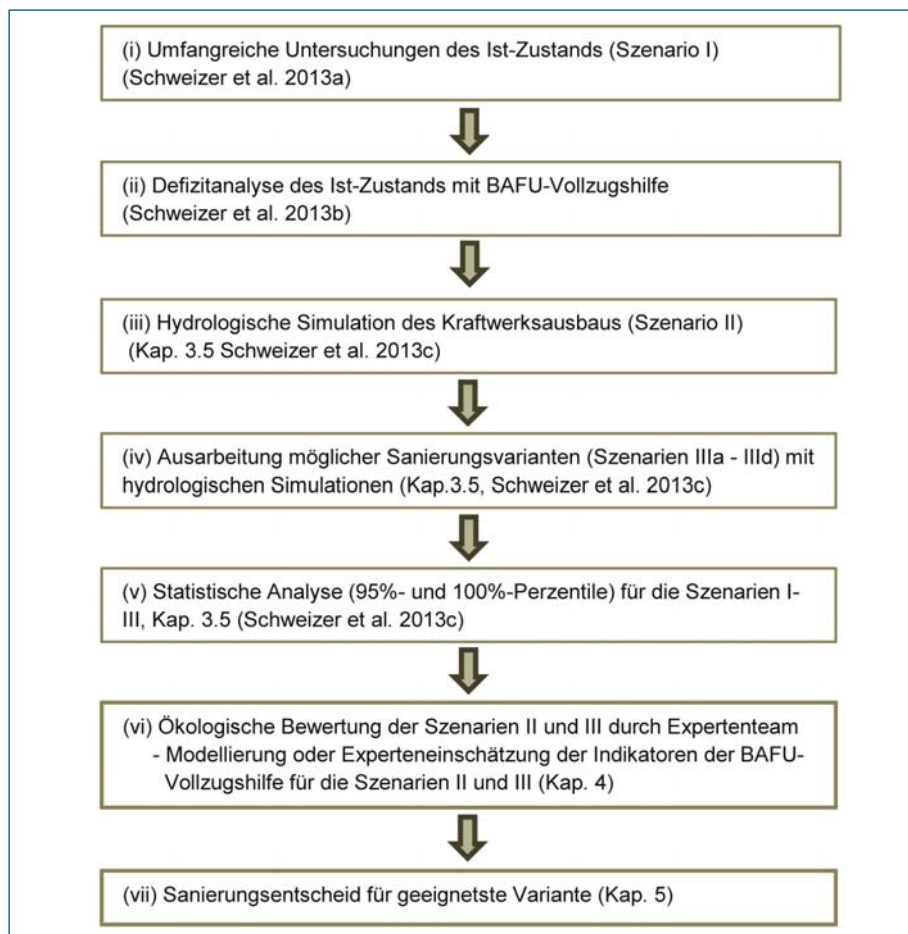 (i) Umfangreiche Untersuchungen des Ist-Zustands (Szenario I)
(Schweizer et al. 2013a)
(ii) Defizitanalyse des Ist-Zustands mit BAFU-Vollzugshilfe
(Schweizer et al. 2013b)
(iii) Hydrologische Simulation des Kraftwerksausbaus (Szenario II)
(Kap. 3.5 Schweizer et al. 2013c)
(iv) Ausarbeitung möglicher Sanierungsvarianten (Szenarien IIIa - IIId) mit
hydrologischen Simulationen (Kap.3.5, Schweizer et al. 2013c)
(v) Statistische Analyse (95%- und 100%-Perzentile) für die Szenarien I-
III, Kap. 3.5 (Schweizer et al. 2013c)
(vi) Ökologische Bewertung der Szenarien II und III durch Expertenteam
- Modellierung oder Experteneinschätzung der Indikatoren der BAFU-
Vollzugshilfe für die Szenarien II und III (Kap. 4)
(vii) Sanierungsentscheid für geeignetste Variante (Kap. 5)